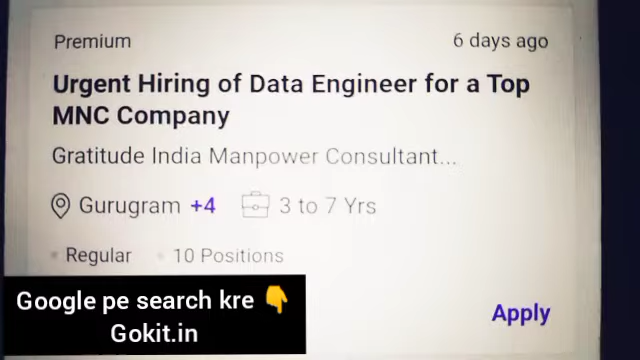 Premium
6 days ago
Urgent Hiring of Data Engineer for a Top
MNC Company
Gratitude India Manpower Consultant...
Gurugram +4
3 to 7 Yrs
Regular
10 Positions
Google pe search kre 👇
Gokit.in
Apply